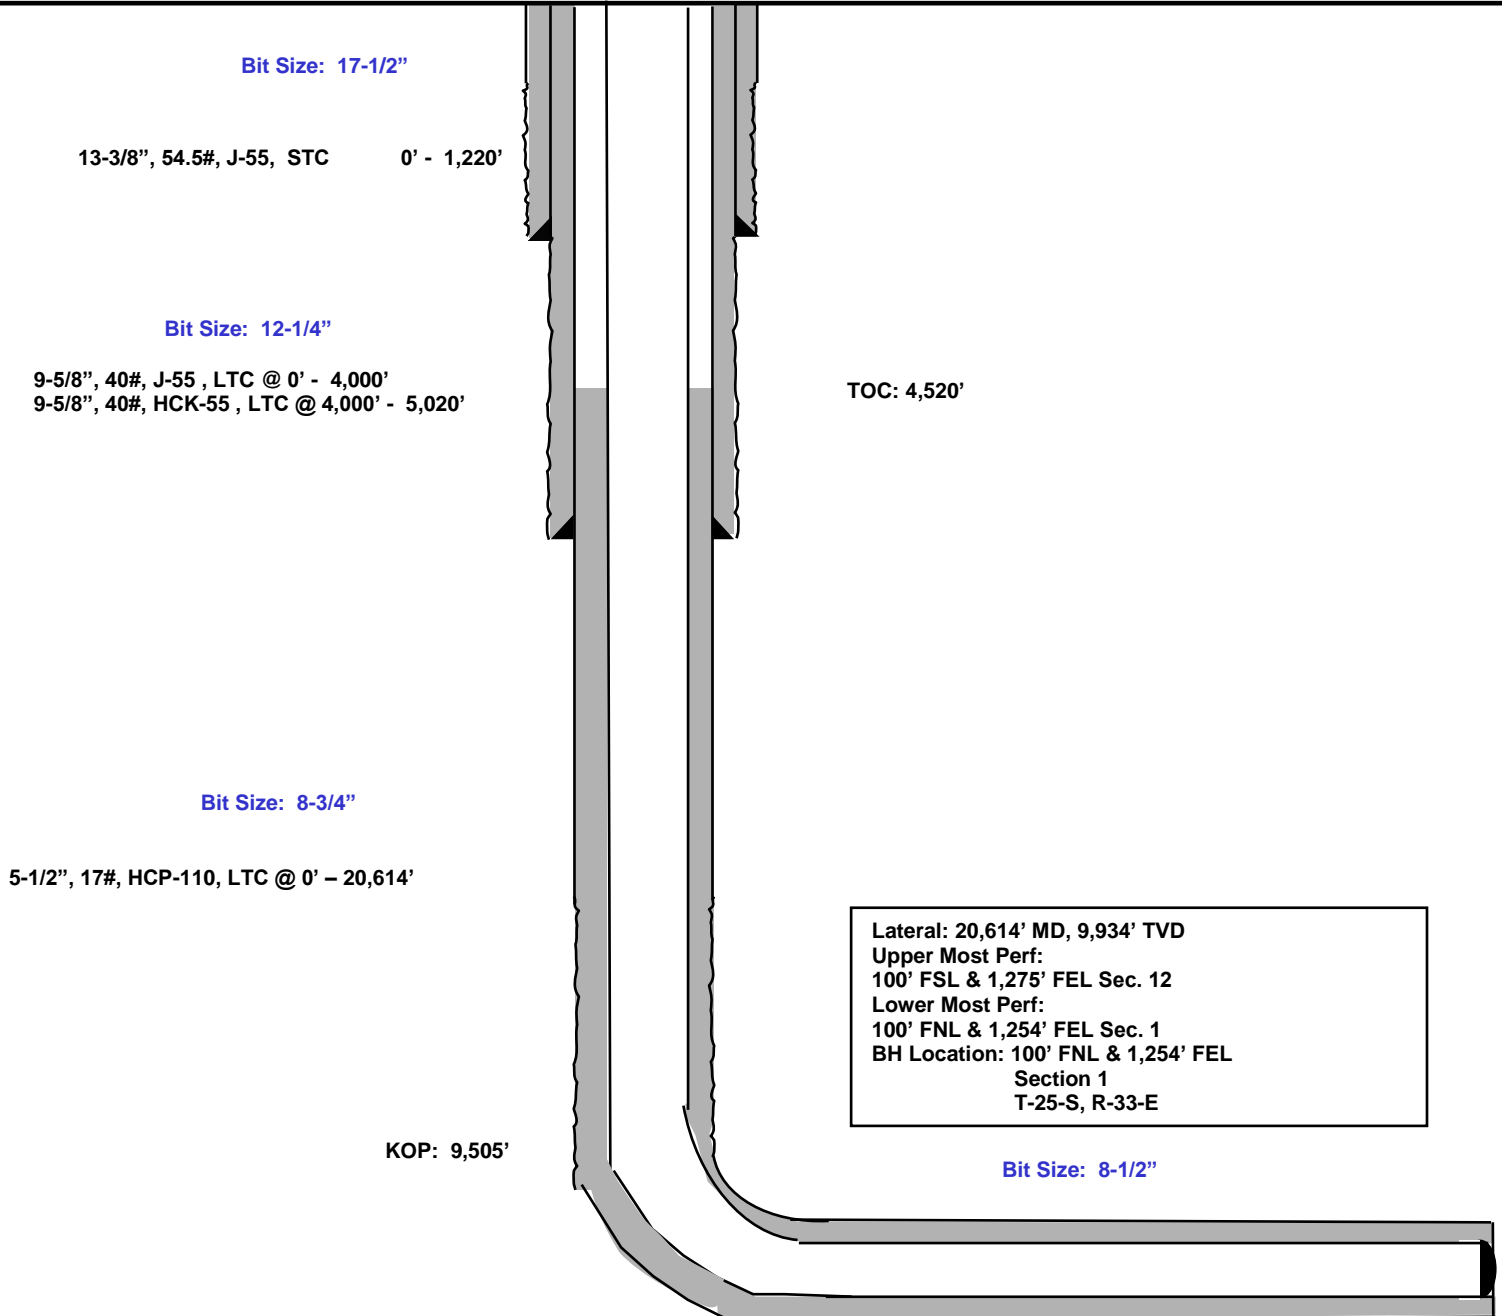 Bit Size: 17-1/2”
13-3/8”, 54.5#, J-55, STC 0’ - 1,220’
Bit Size: 12-1/4”
9-5/8”, 40#, J-55 , LTC @ 0’ - 4,000’
9-5/8”, 40#, HCK-55 , LTC @ 4,000’ - 5,020’
TOC: 4,520’
Bit Size: 8-3/4”
5-1/2”, 17#, HCP-110, LTC @ 0’ – 20,614’
Lateral: 20,614’ MD, 9,934’ TVD
Upper Most Perf:
100’ FSL & 1,275’ FEL Sec. 12
Lower Most Perf:
100’ FNL & 1,254’ FEL Sec. 1
BH Location: 100’ FNL & 1,254’ FEL
Section 1
T-25-S, R-33-E
KOP: 9,505’
Bit Size: 8-1/2”